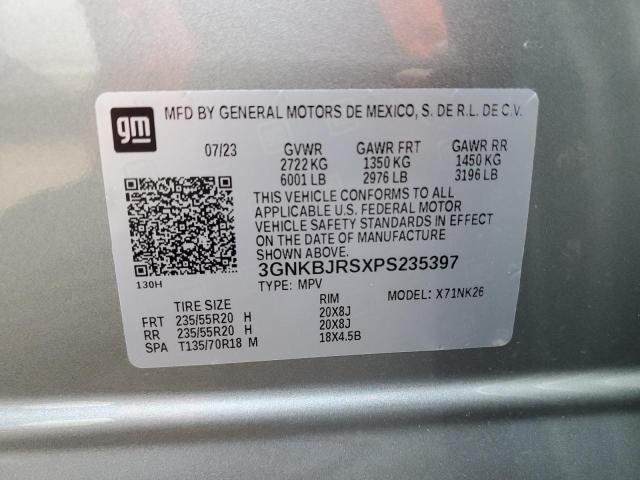 gm
MFD BY GENERAL MOTORS DE MEXICO, S. DE R.L. DE C.V.
07/23 GVWR GAWR FRT GAWR RR
2722 KG 1350 KG 1450 KG
6001 LB 2976 LB 3196 LB
THIS VEHICLE CONFORMS TO ALL
APPLICABLE U.S. FEDERAL MOTOR
VEHICLE SAFETY STANDARDS IN EFFECT
ON THE DATE OF MANUFACTURE
SHOWN ABOVE.
3GNKBJRSXPS235397
130H
TYPE: MPV MODEL: X71NK26
TIRE SIZE RIM
FRT 235/55R20 H 20X8J
RR 235/55R20 H 20X8J
SPA T135/70R18 M 18X4.5B